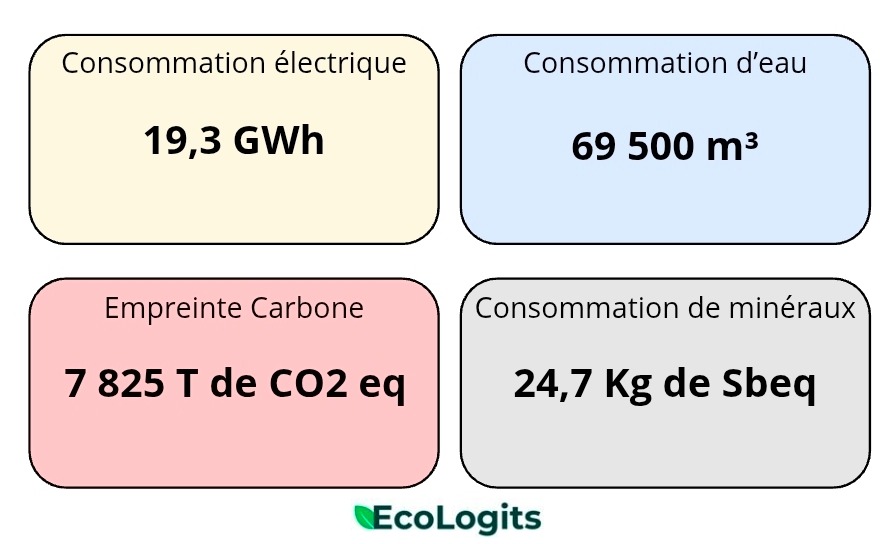 Consommation électrique
19,3 GWh
Consommation d’eau
69 500 m³
Empreinte Carbone
7 825 T de CO2 eq
Consommation de minéraux
24,7 Kg de Sbeq
EcoLogits